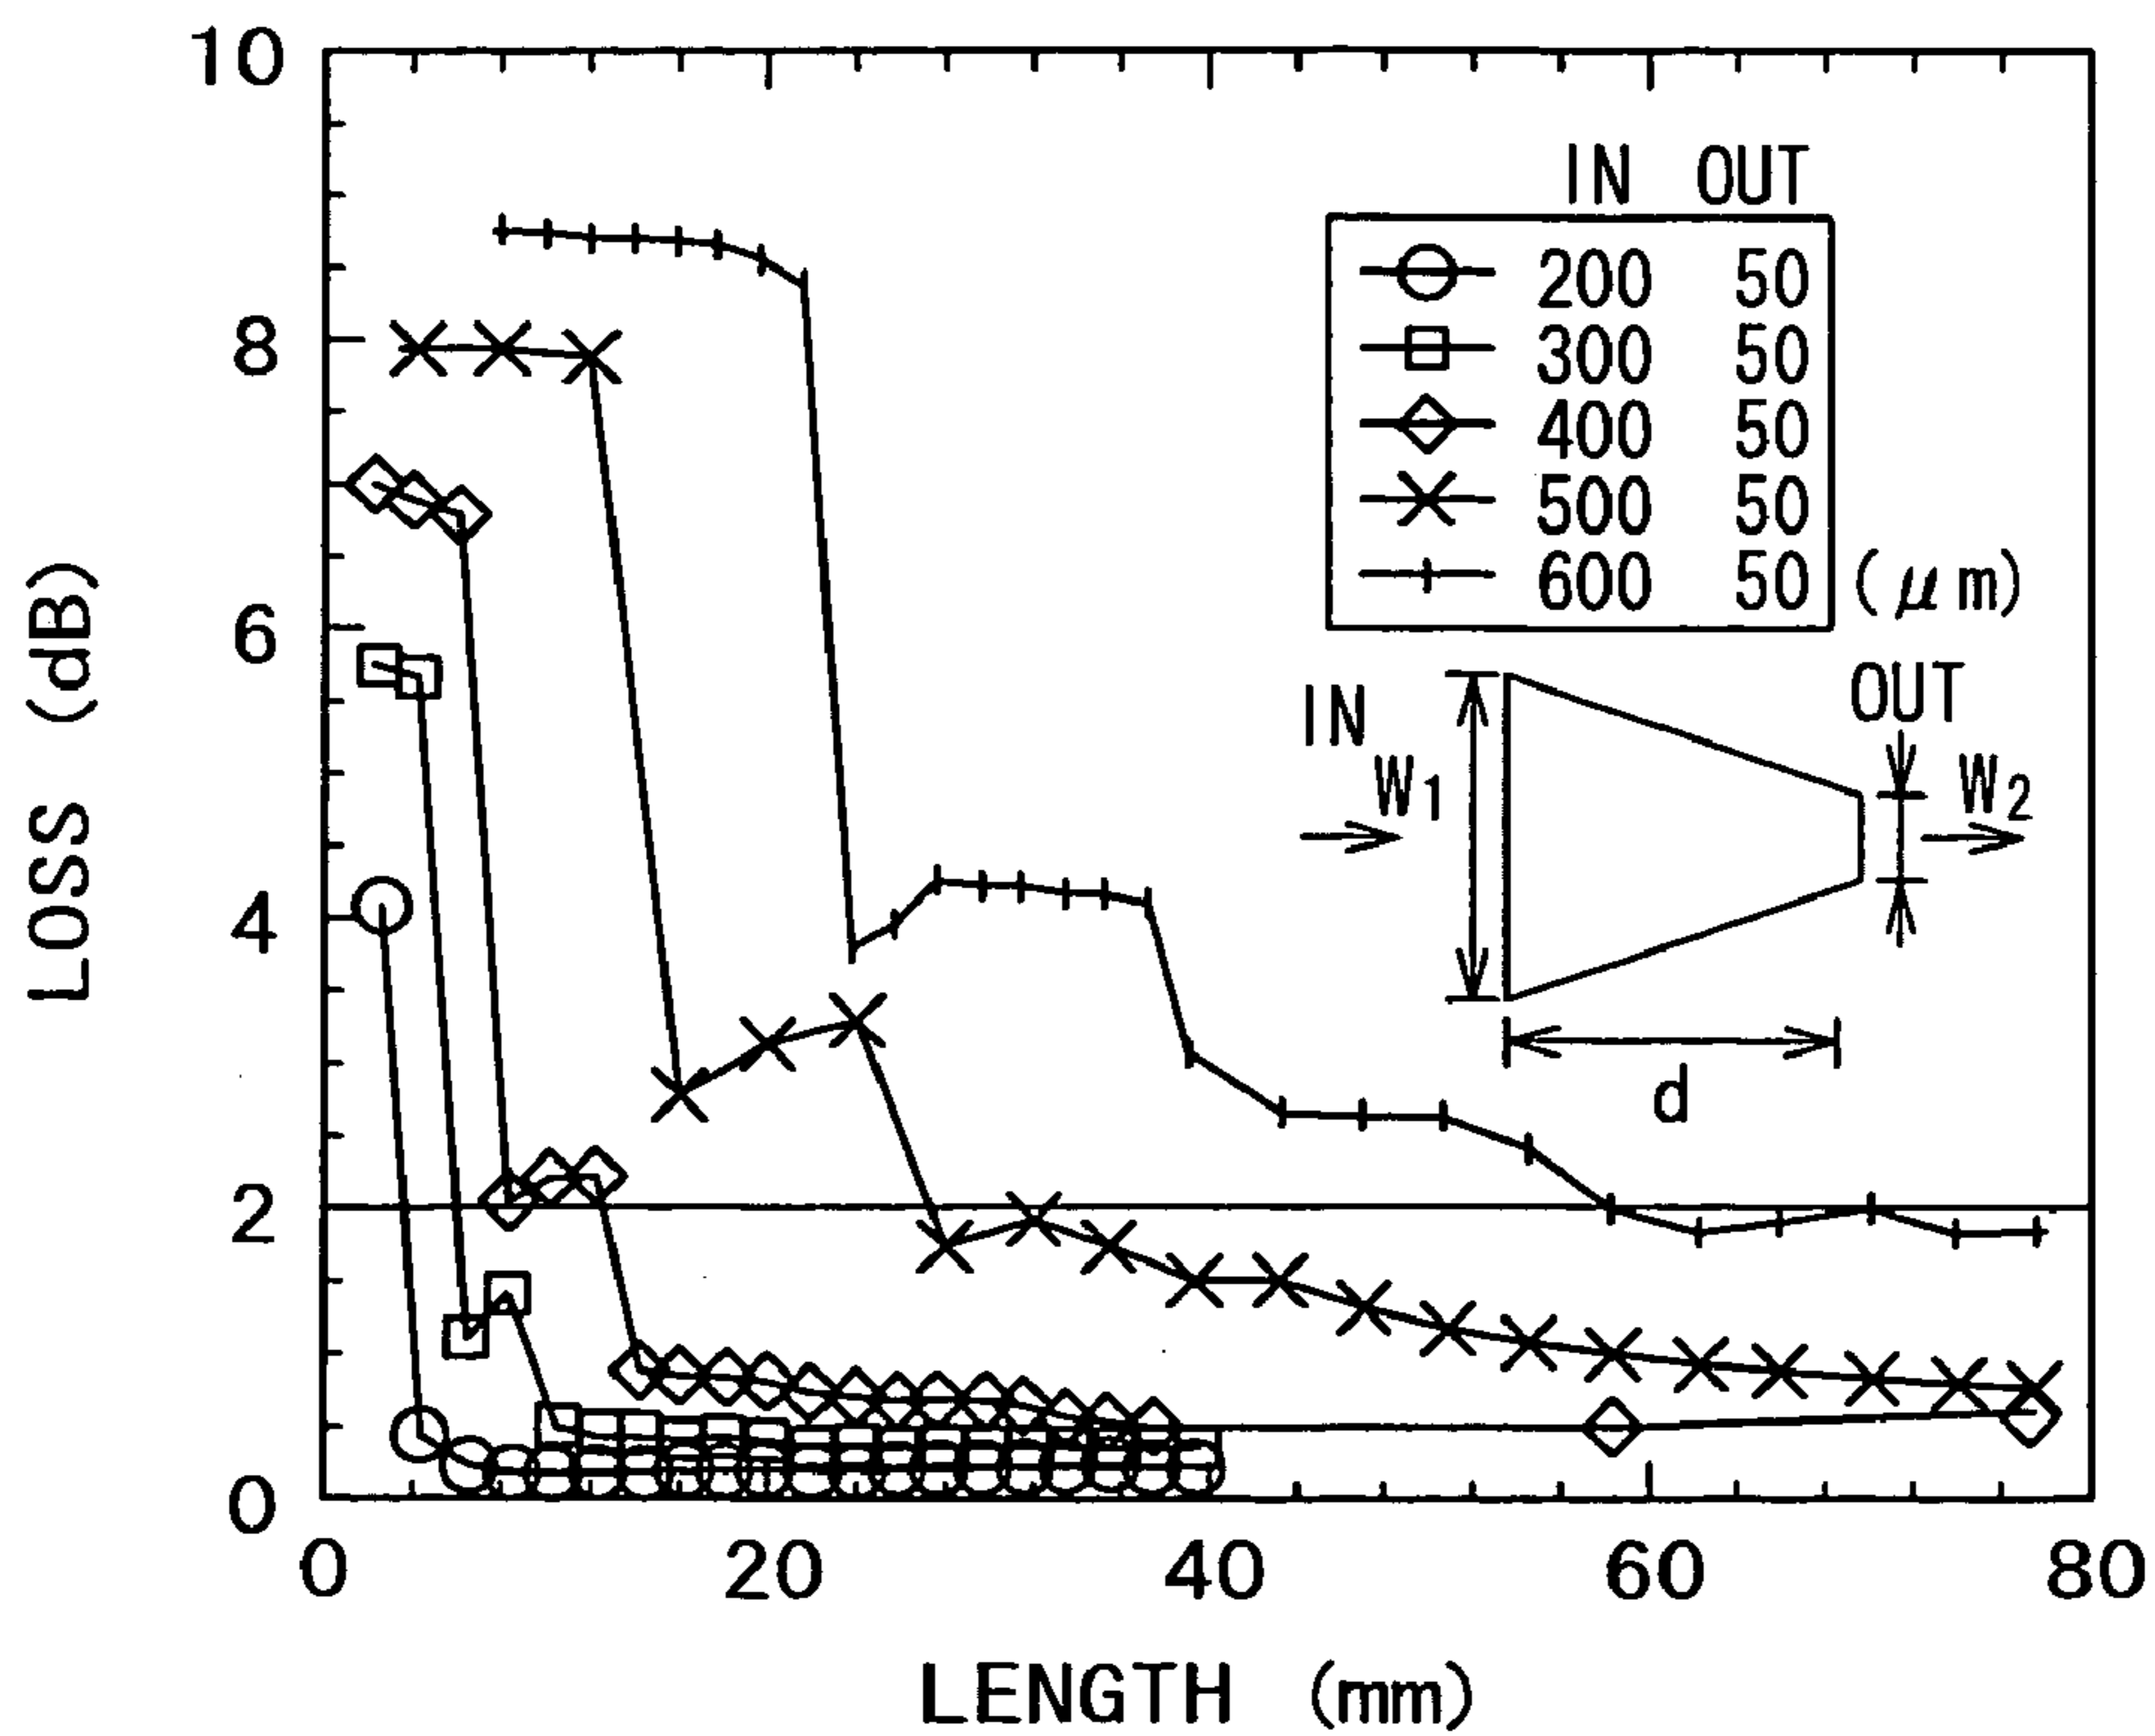 10
8
6
4
2
0
LOSS (dB)
0 20 40 60 80
LENGTH (mm)
IN OUT
200 50
300 50
400 50
500 50
600 50 (μm)
IN
OUT
W1
W2
d